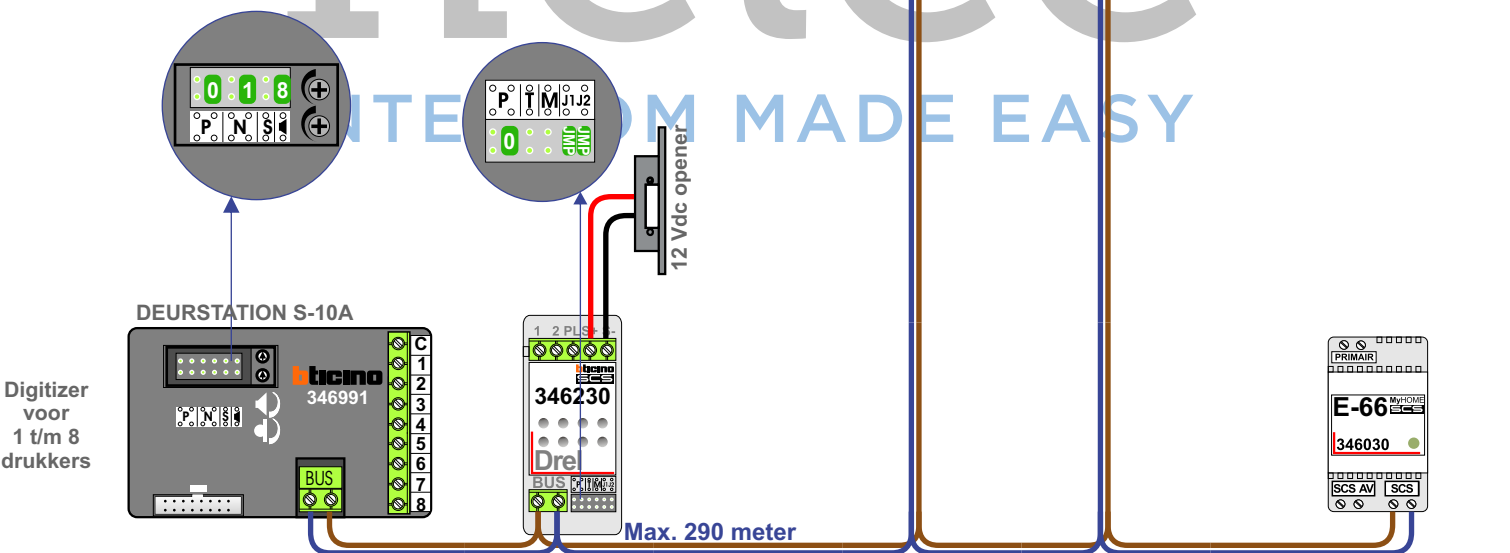 INTERCOM MADE EASY
0 1 8
P N S
P T M J1 J2
0 JMP JMP
12 Vdc opener
DEURSTATION S-10A
Digitizer
voor
1 t/m 8
drukkers
bticino
346991
P N S
C
1
2
3
4
5
6
7
8
BUS
1 2 PL S+ S-
bticino
SCS
346230
Drel
BUS
P T M J1 J2
Max. 290 meter
PRIMAIR
E-66 MyHOME
SCS
346030
SCS AV SCS